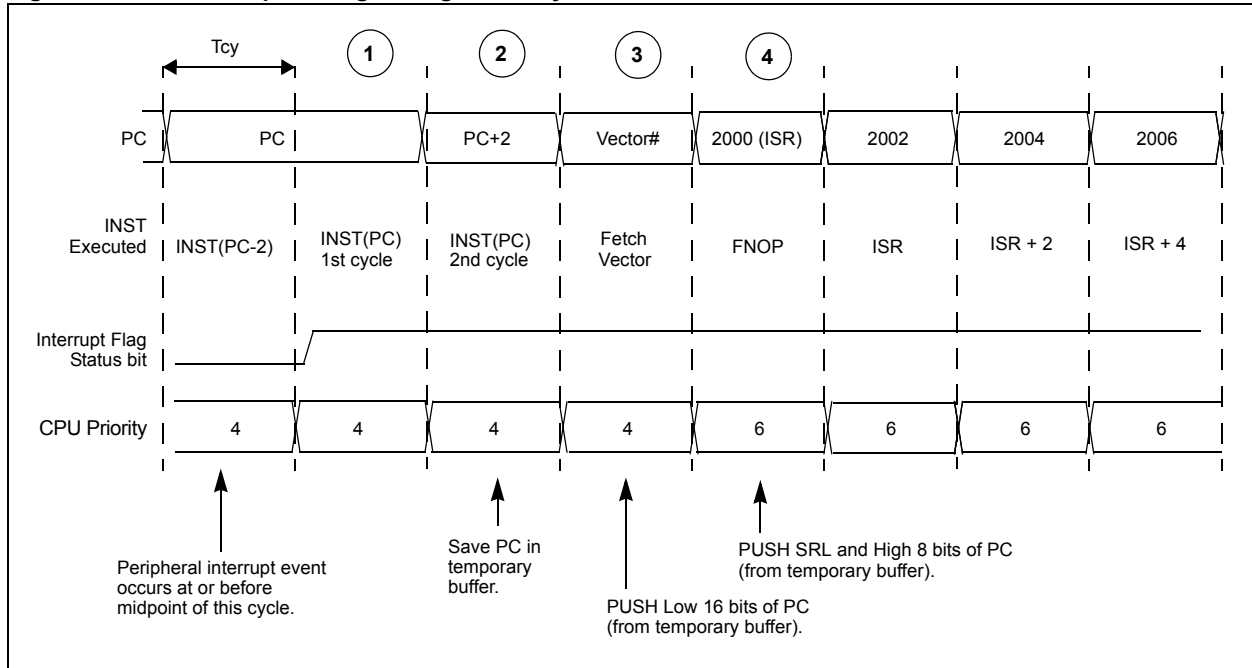 Tcy
1 2 3 4
PC PC PC+2 Vector# 2000 (ISR) 2002 2004 2006
INST
Executed
INST(PC-2)
INST(PC)
1st cycle
INST(PC)
2nd cycle
Fetch
Vector
FNOP
ISR
ISR + 2
ISR + 4
Interrupt Flag
Status bit
CPU Priority 4 4 4 4 6 6 6 6
Peripheral interrupt event
occurs at or before
midpoint of this cycle.
Save PC in
temporary
buffer.
PUSH Low 16 bits of PC
(from temporary buffer).
PUSH SRL and High 8 bits of PC
(from temporary buffer).